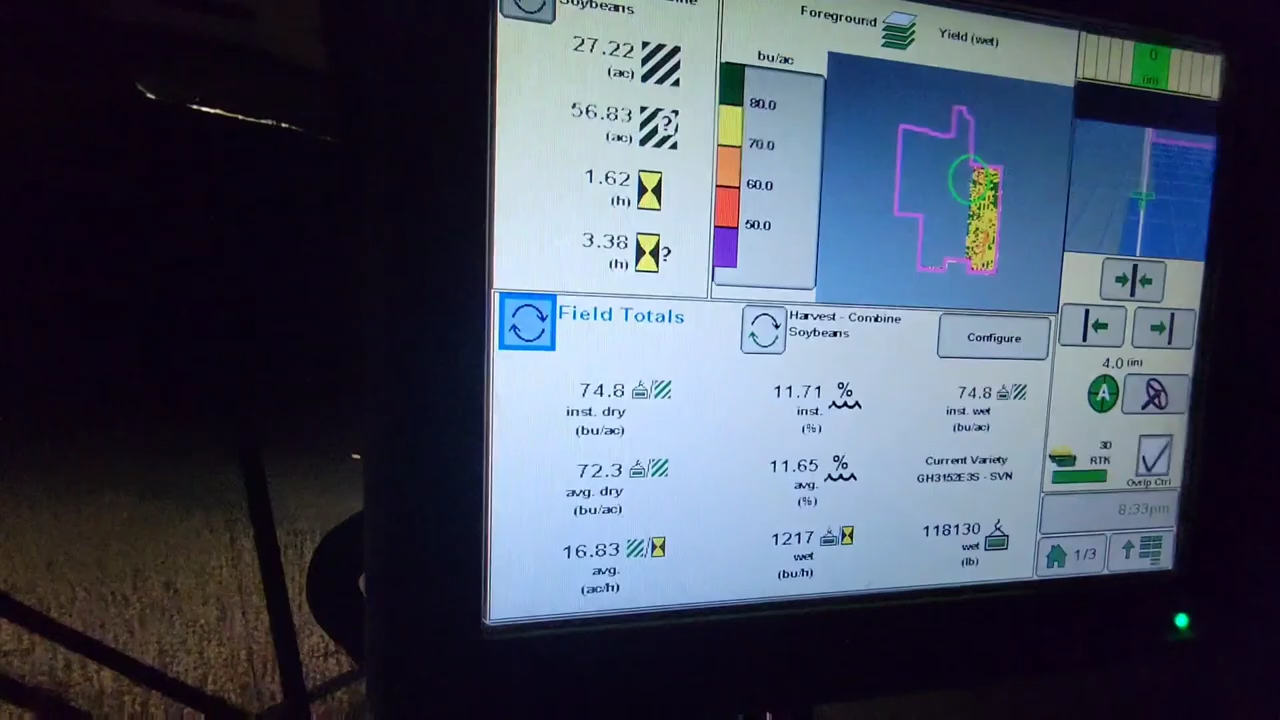 Soybeans
27.22
(ac)
56.83
?
(ac)
1.62
(h)
3.38
?
(h)
Foreground
Yield (wet)
bu/ac
80.0
70.0
60.0
50.0
0
(in)
Field Totals
Harvest - Combine
Soybeans
Configure
74.8
inst. dry
(bu/ac)
11.71 %
inst.
(%)
74.8
inst. wet
(bu/ac)
72.3
avg. dry
(bu/ac)
11.65 %
avg.
(%)
Current Variety
GH3152E3S - SVN
16.83
avg.
(ac/h)
1217
wet
(bu/h)
118130
wet
(lb)
4.0 (in)
A
30
RTK
Ovrlp Ctrl
8:33pm
1/3